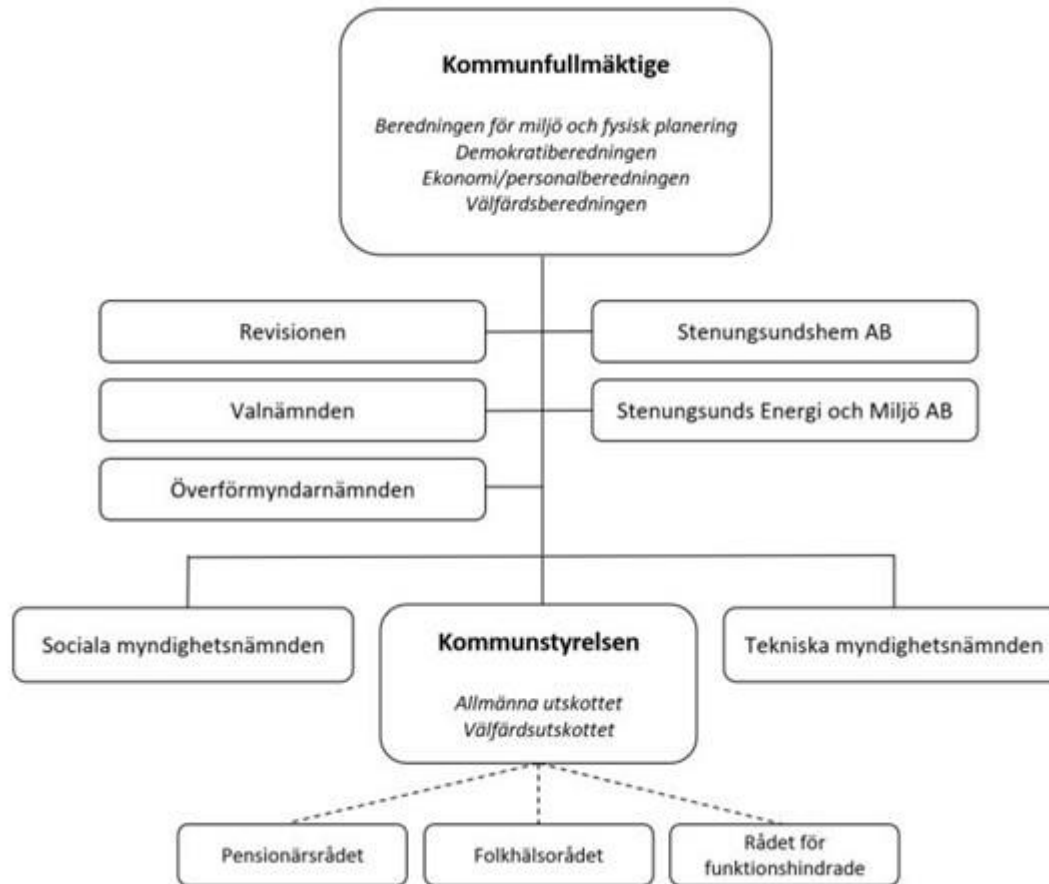 Kommunfullmäktige
Beredningen för miljö och fysisk planering
Demokratiberedningen
Ekonomi/personalberedningen
Välfärdsberedningen
Revisionen
Stenungsundshem AB
Valnämnden
Stenungsunds Energi och Miljö AB
Överförmyndarnämnden
Sociala myndighetsnämnden
Kommunstyrelsen
Allmänna utskottet
Välfärdsutskottet
Tekniska myndighetsnämnden
Pensionärsrådet
Folkhälsorådet
Rådet för
funktionshindrade